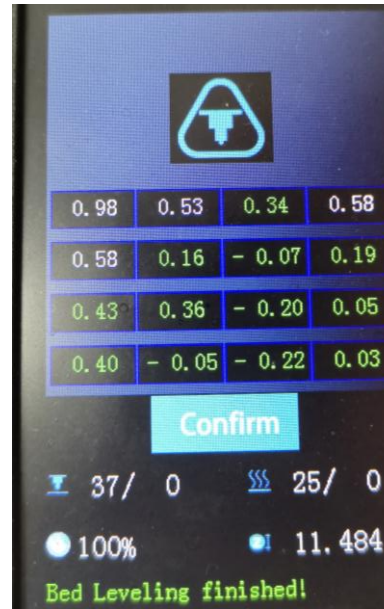 0.98 0.53 0.34 0.58
0.58 0.16 - 0.07 0.19
0.43 0.36 - 0.20 0.05
0.40 - 0.05 - 0.22 0.03
Confirm
37/ 0 25/ 0
100% 11.484
Bed Leveling finished!